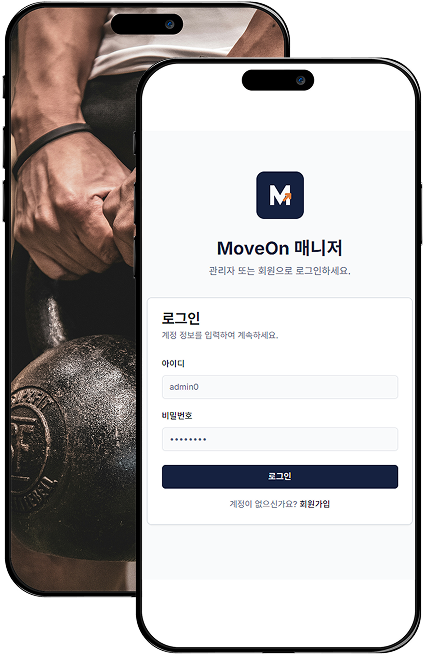 M
MoveOn 매니저
관리자 또는 회원으로 로그인하세요.
로그인
계정 정보를 입력하여 계속하세요.
아이디
admin0
비밀번호
••••••••
로그인
계정이 없으신가요? 회원가입